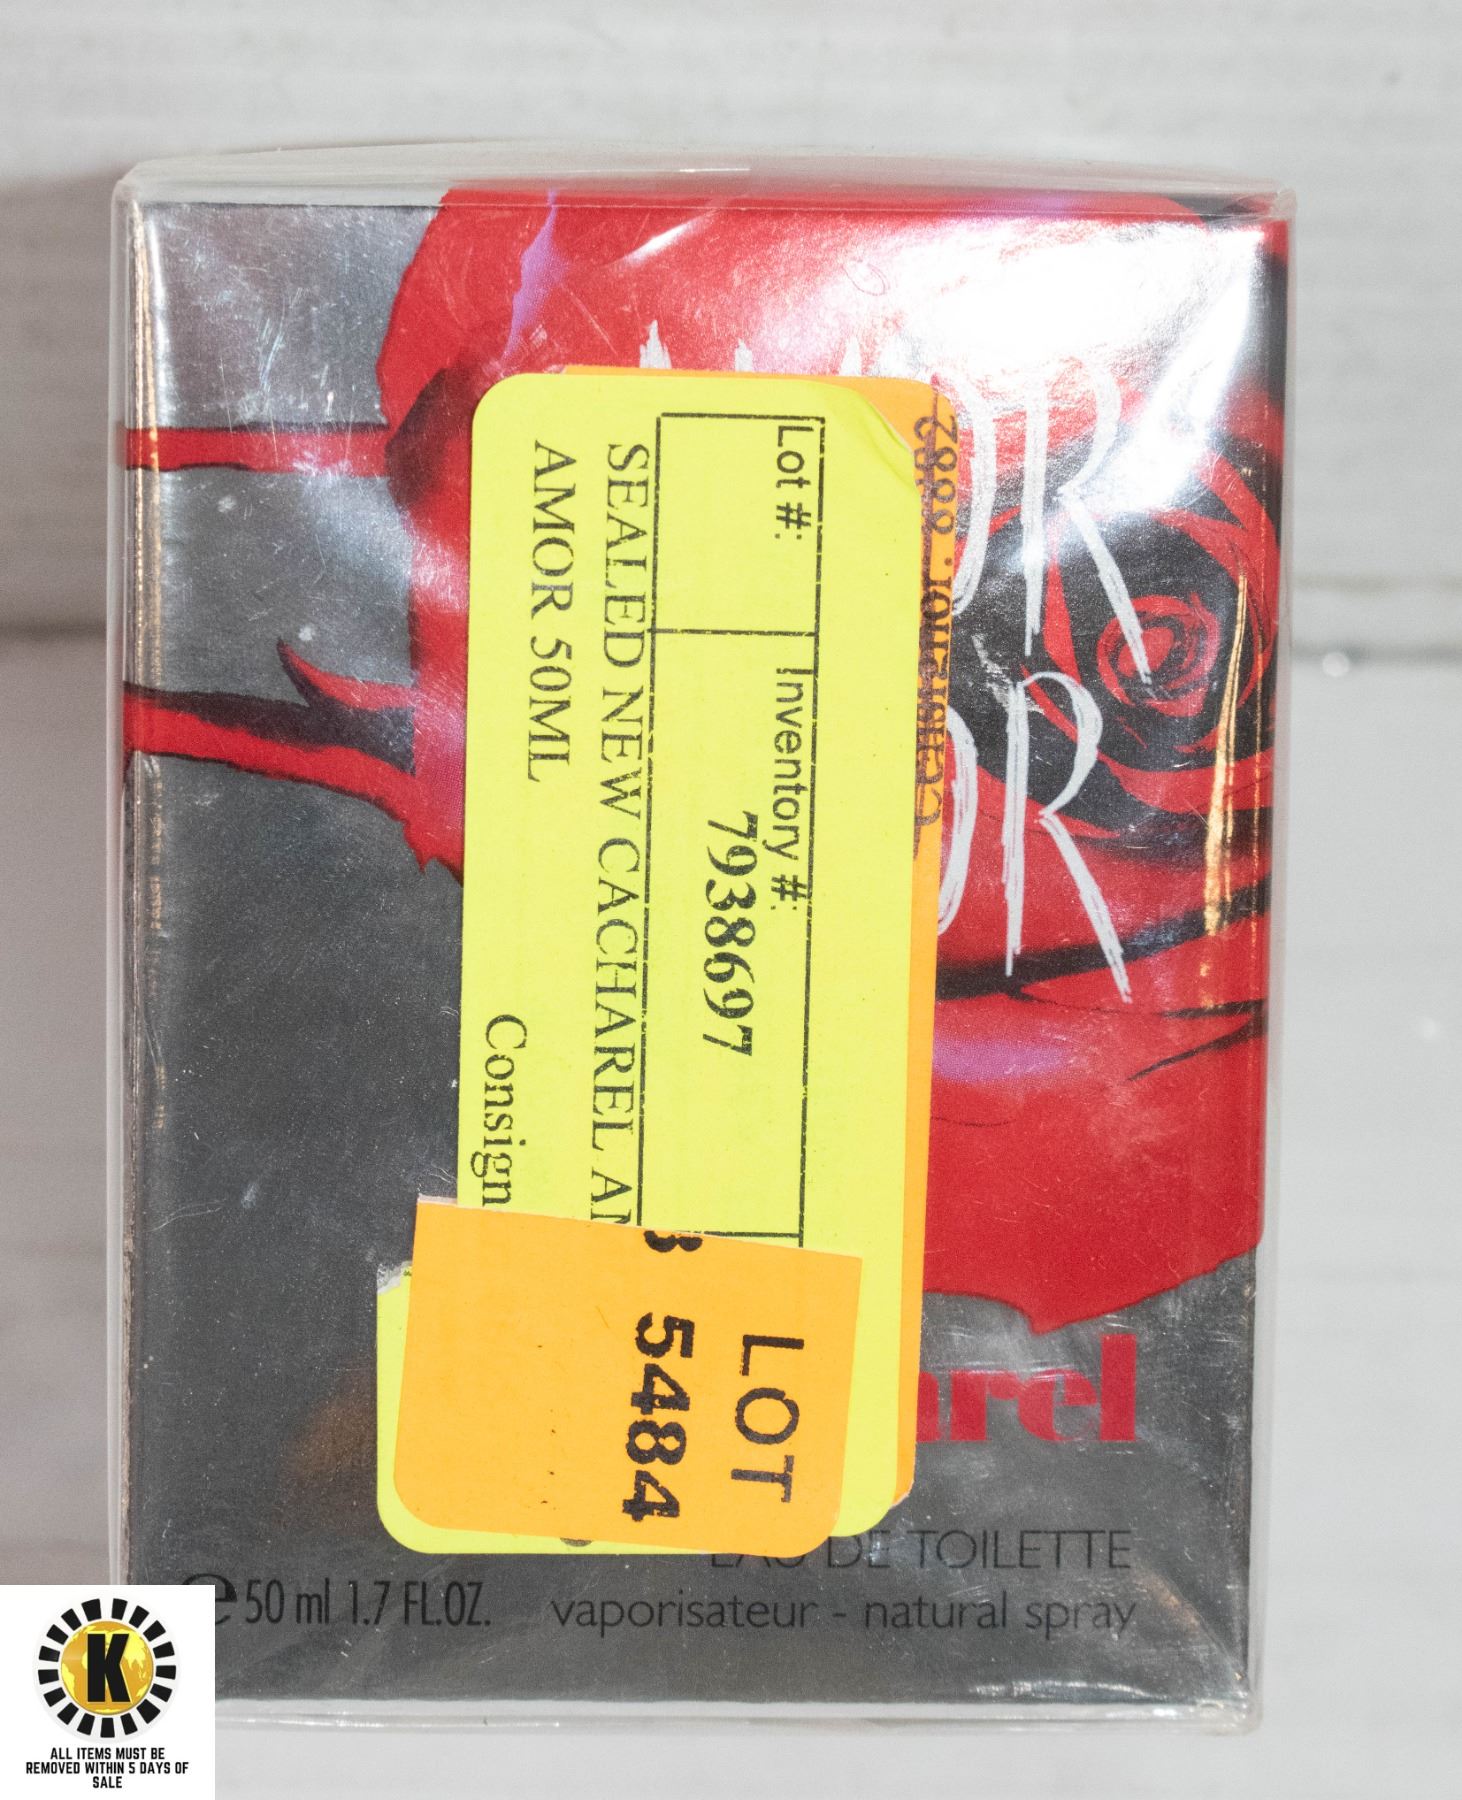 Lot #:
Inventory #:
7938697
SEALED NEW CACHAREL AM
AMOR 50ML
Consign
LOT
5484
EAU DE TOILETTE
50 ml 1.7 FL.OZ.
vaporisateur - natural spray
K
ALL ITEMS MUST BE
REMOVED WITHIN 5 DAYS OF
SALE